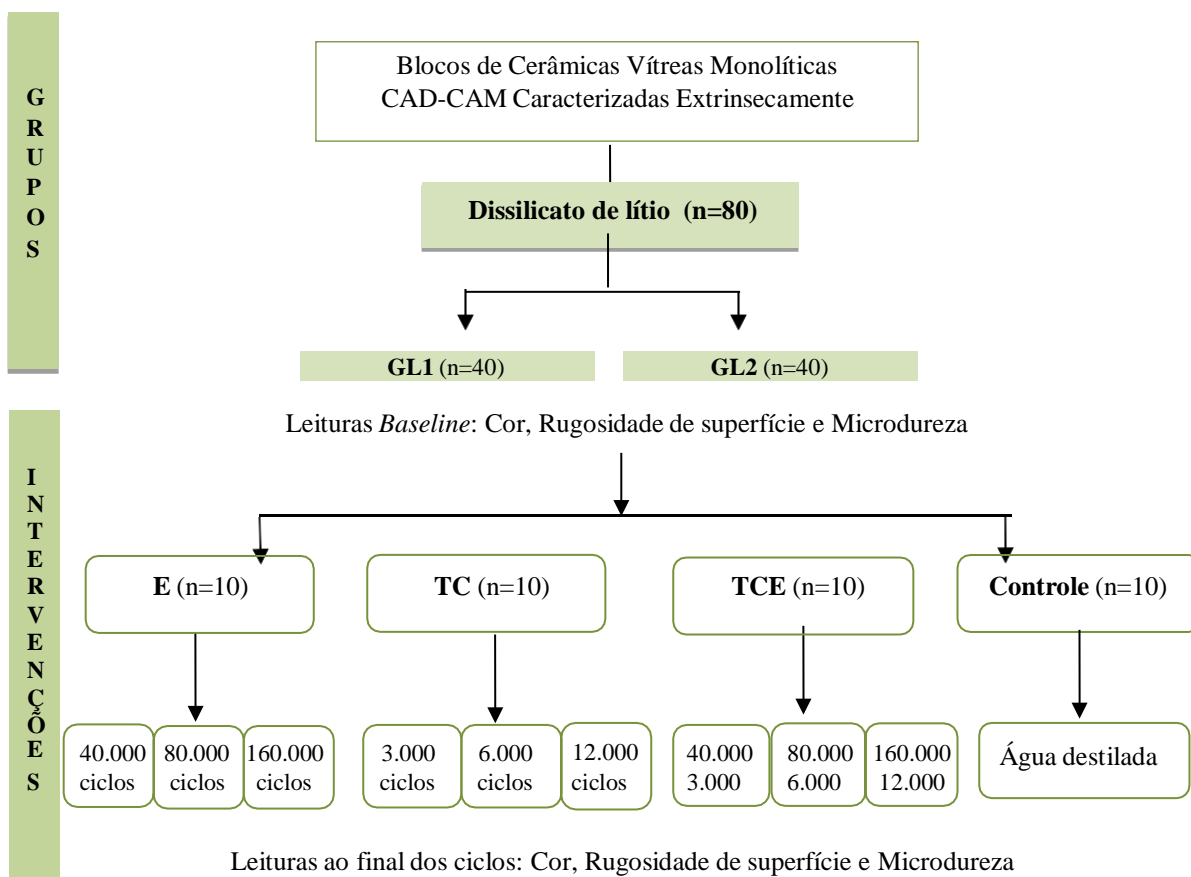 GRUPOS
Blocos de Cerâmicas Vítreas Monolíticas
CAD-CAM Caracterizadas Extrinsecamente
Dissilicato de lítio (n=80)
GL1 (n=40)
GL2 (n=40)
INTERVENÇÕES
Leituras Baseline: Cor, Rugosidade de superfície e Microdureza
E (n=10)
TC (n=10)
TCE (n=10)
Controle (n=10)
40.000
ciclos
80.000
ciclos
160.000
ciclos
3.000
ciclos
6.000
ciclos
12.000
ciclos
40.000
3.000
80.000
6.000
160.000
12.000
Água destilada
Leituras ao final dos ciclos: Cor, Rugosidade de superfície e Microdureza